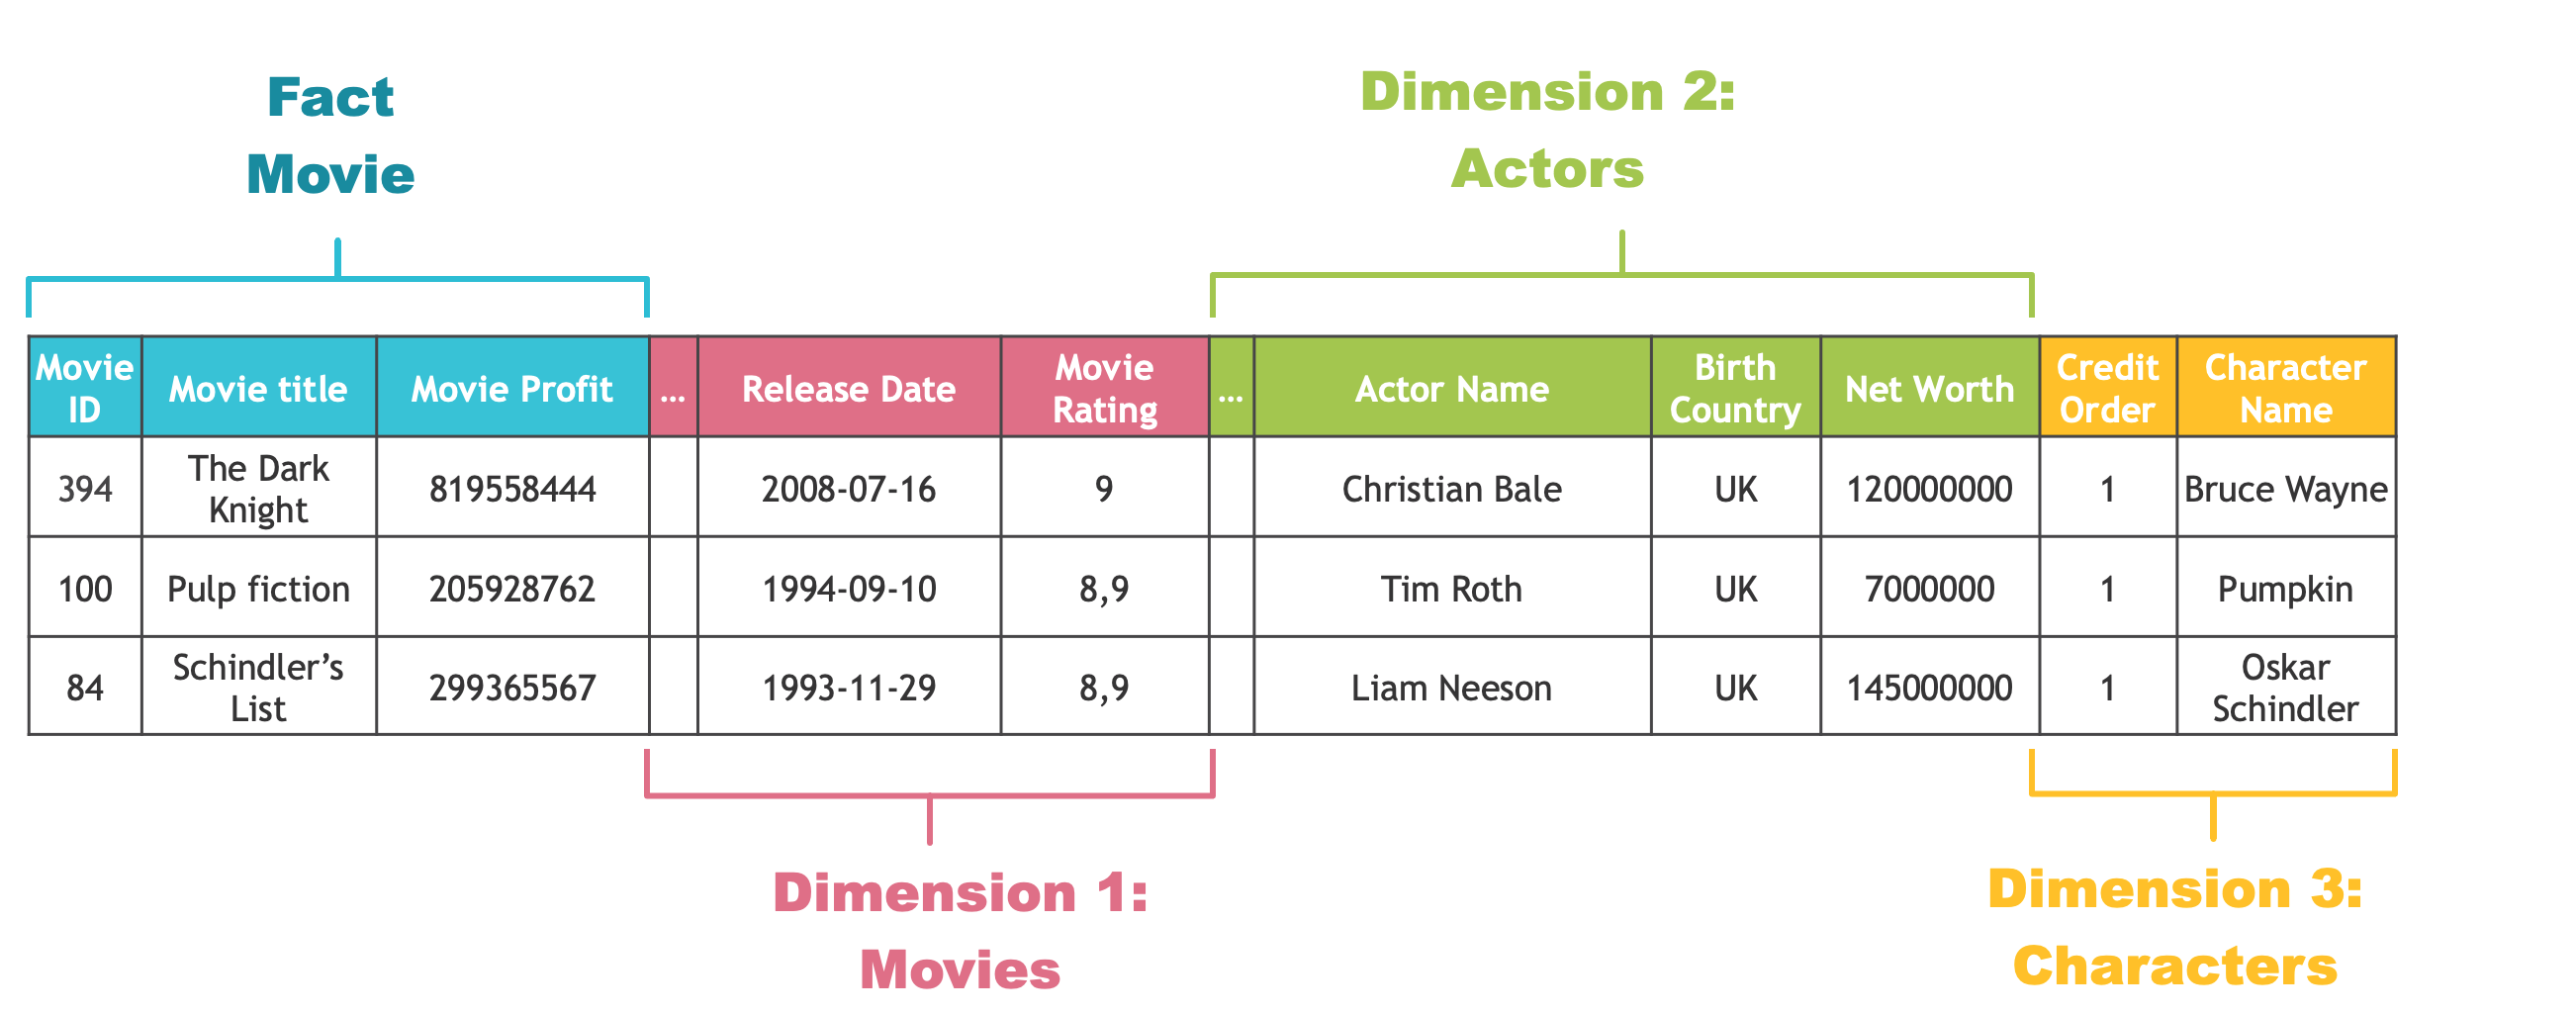 Fact
Movie
Dimension 2:
Actors
Movie ID	Movie title	Movie Profit	...	Release Date	Movie Rating	...	Actor Name	Birth Country	Net Worth	Credit Order	Character Name
394	The Dark Knight	819558444		2008-07-16	9		Christian Bale	UK	120000000	1	Bruce Wayne
100	Pulp fiction	205928762		1994-09-10	8,9		Tim Roth	UK	7000000	1	Pumpkin
84	Schindler’s List	299365567		1993-11-29	8,9		Liam Neeson	UK	145000000	1	Oskar Schindler
Dimension 1:
Movies
Dimension 3:
Characters